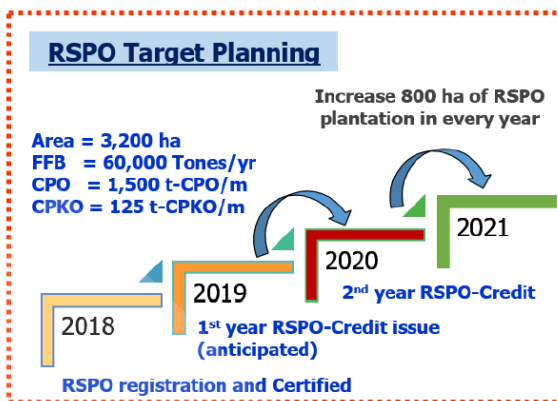 RSPO Target Planning
Increase 800 ha of RSPO
plantation in every year
Area = 3,200 ha
FFB = 60,000 Tones/yr
CPO = 1,500 t-CPO/m
CPKO = 125 t-CPKO/m
2021
2020
2019
2018
2nd year RSPO-Credit
1st year RSPO-Credit issue
(anticipated)
RSPO registration and Certified